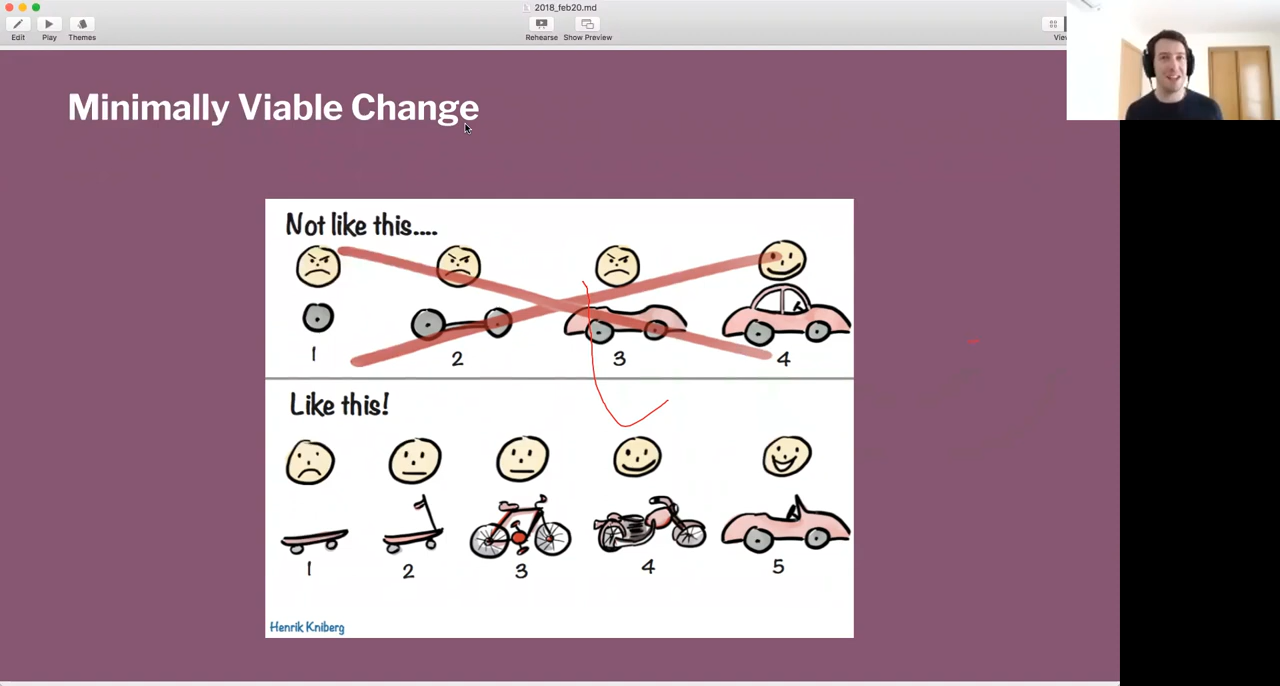 2018_feb20.md
Edit Play Themes Rehearse Show Preview
Minimally Viable Change
Not like this....
1 2 3 4
Like this!
1 2 3 4 5
Henrik Kniberg